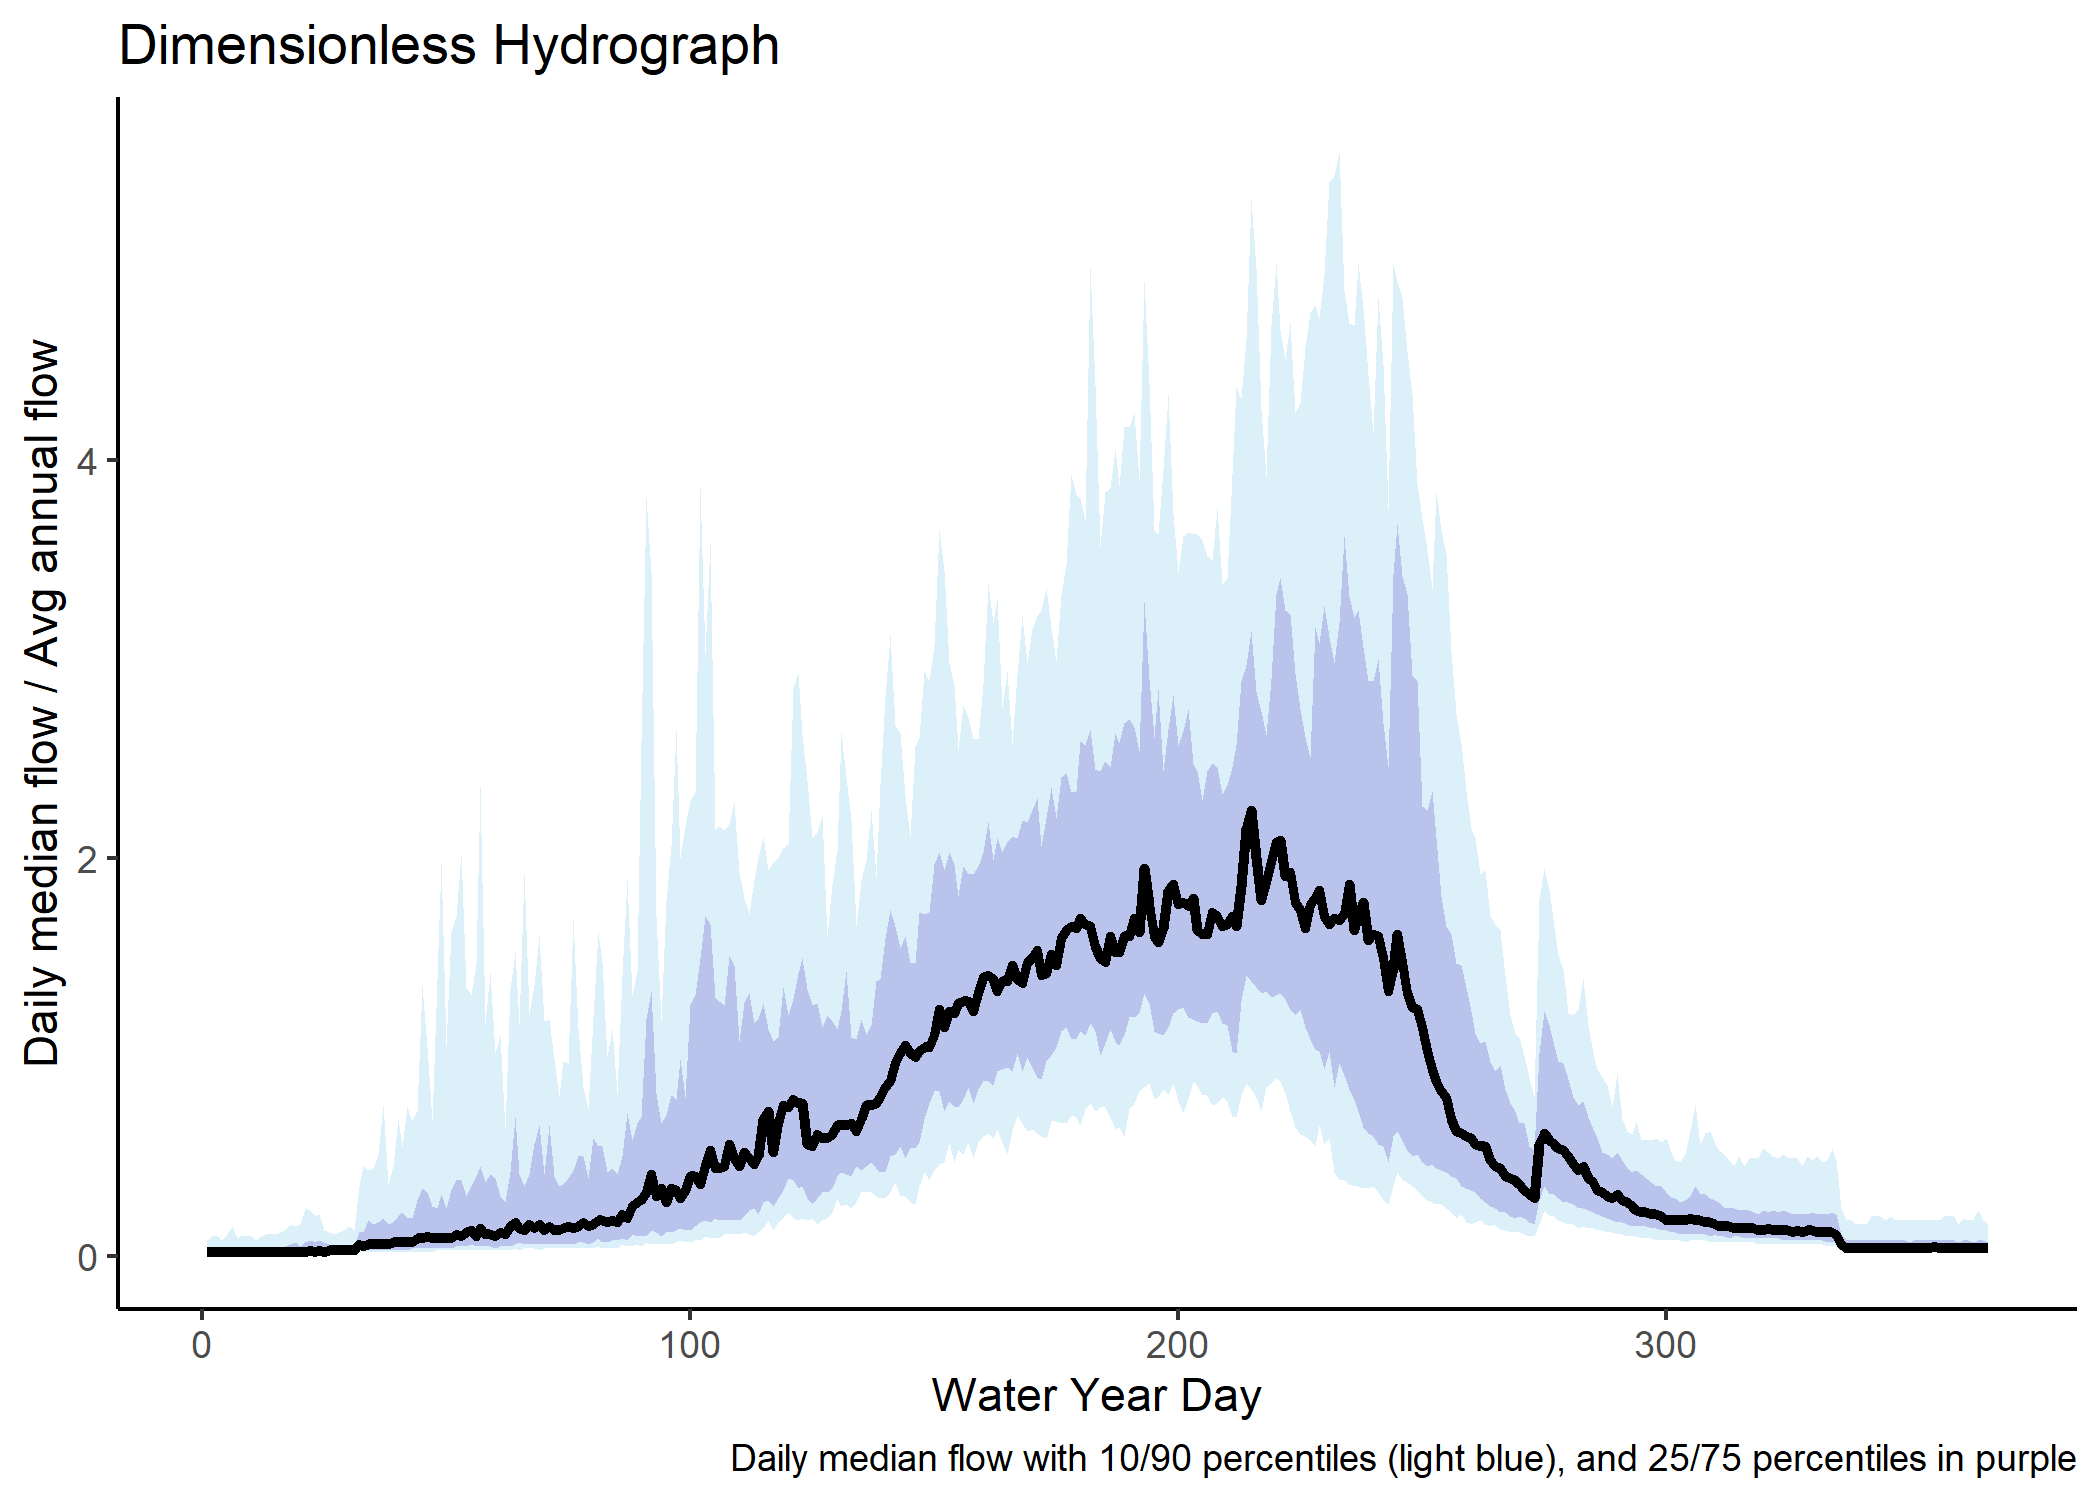 Dimensionless Hydrograph
Daily median flow / Avg annual flow
4
2
0
0 100 200 300
Water Year Day
Daily median flow with 10/90 percentiles (light blue), and 25/75 percentiles in purple